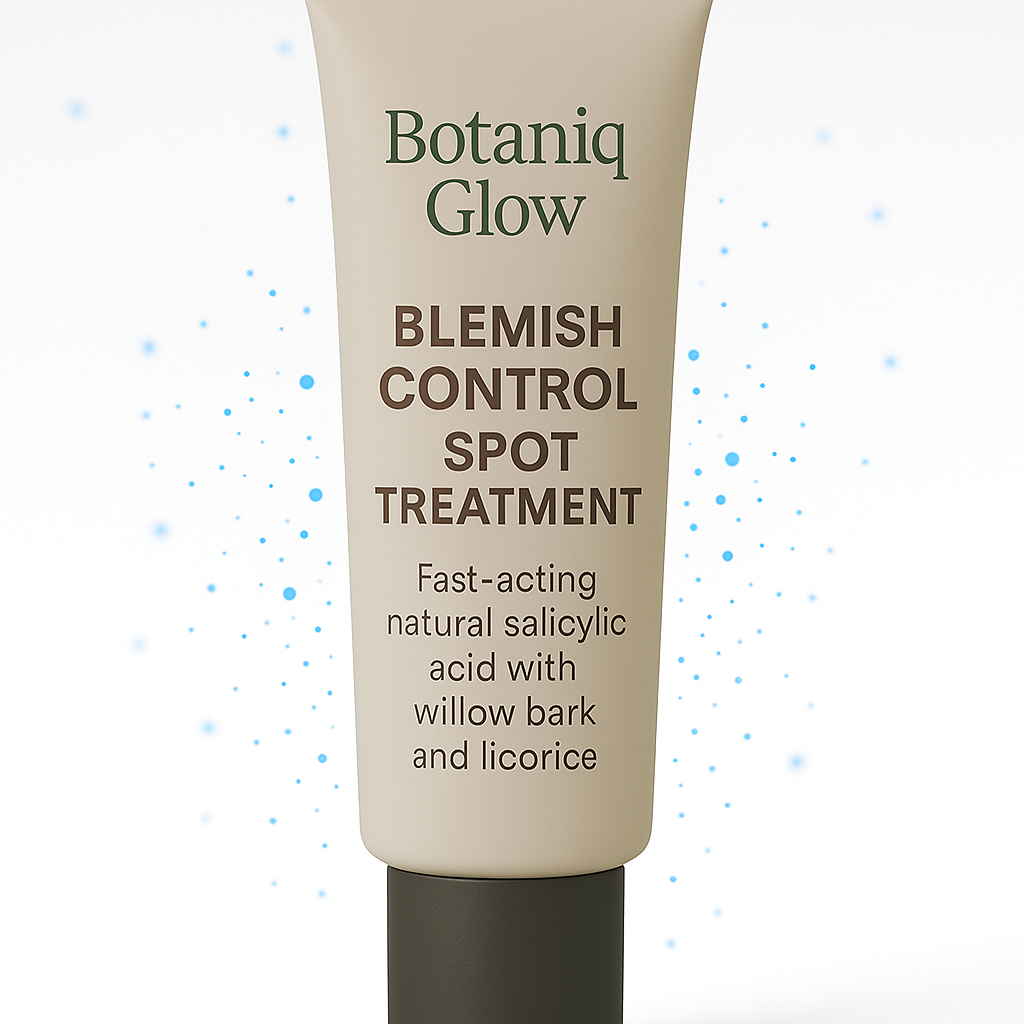 Botaniq
Glow
BLEMISH
CONTROL
SPOT
TREATMENT
Fast-acting
natural salicylic
acid with
willow bark
and licorice